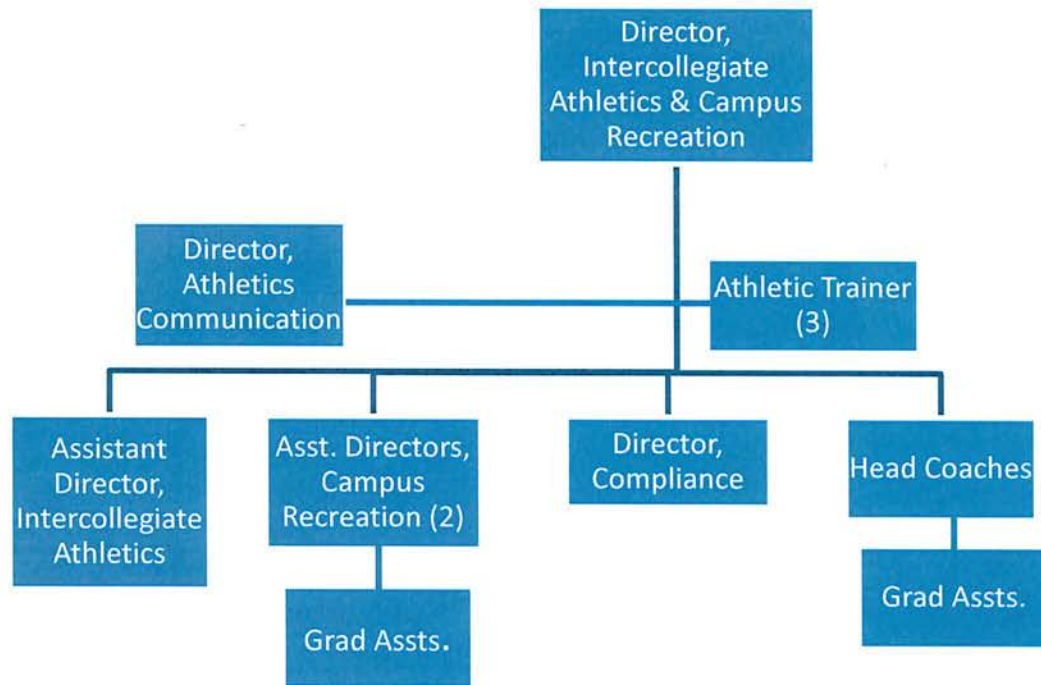 Director,
Intercollegiate
Athletics & Campus
Recreation
Director,
Athletics
Communication
Athletic Trainer
(3)
Assistant
Director,
Intercollegiate
Athletics
Asst. Directors,
Campus
Recreation (2)
Director,
Compliance
Head Coaches
Grad Assts.
Grad Assts.